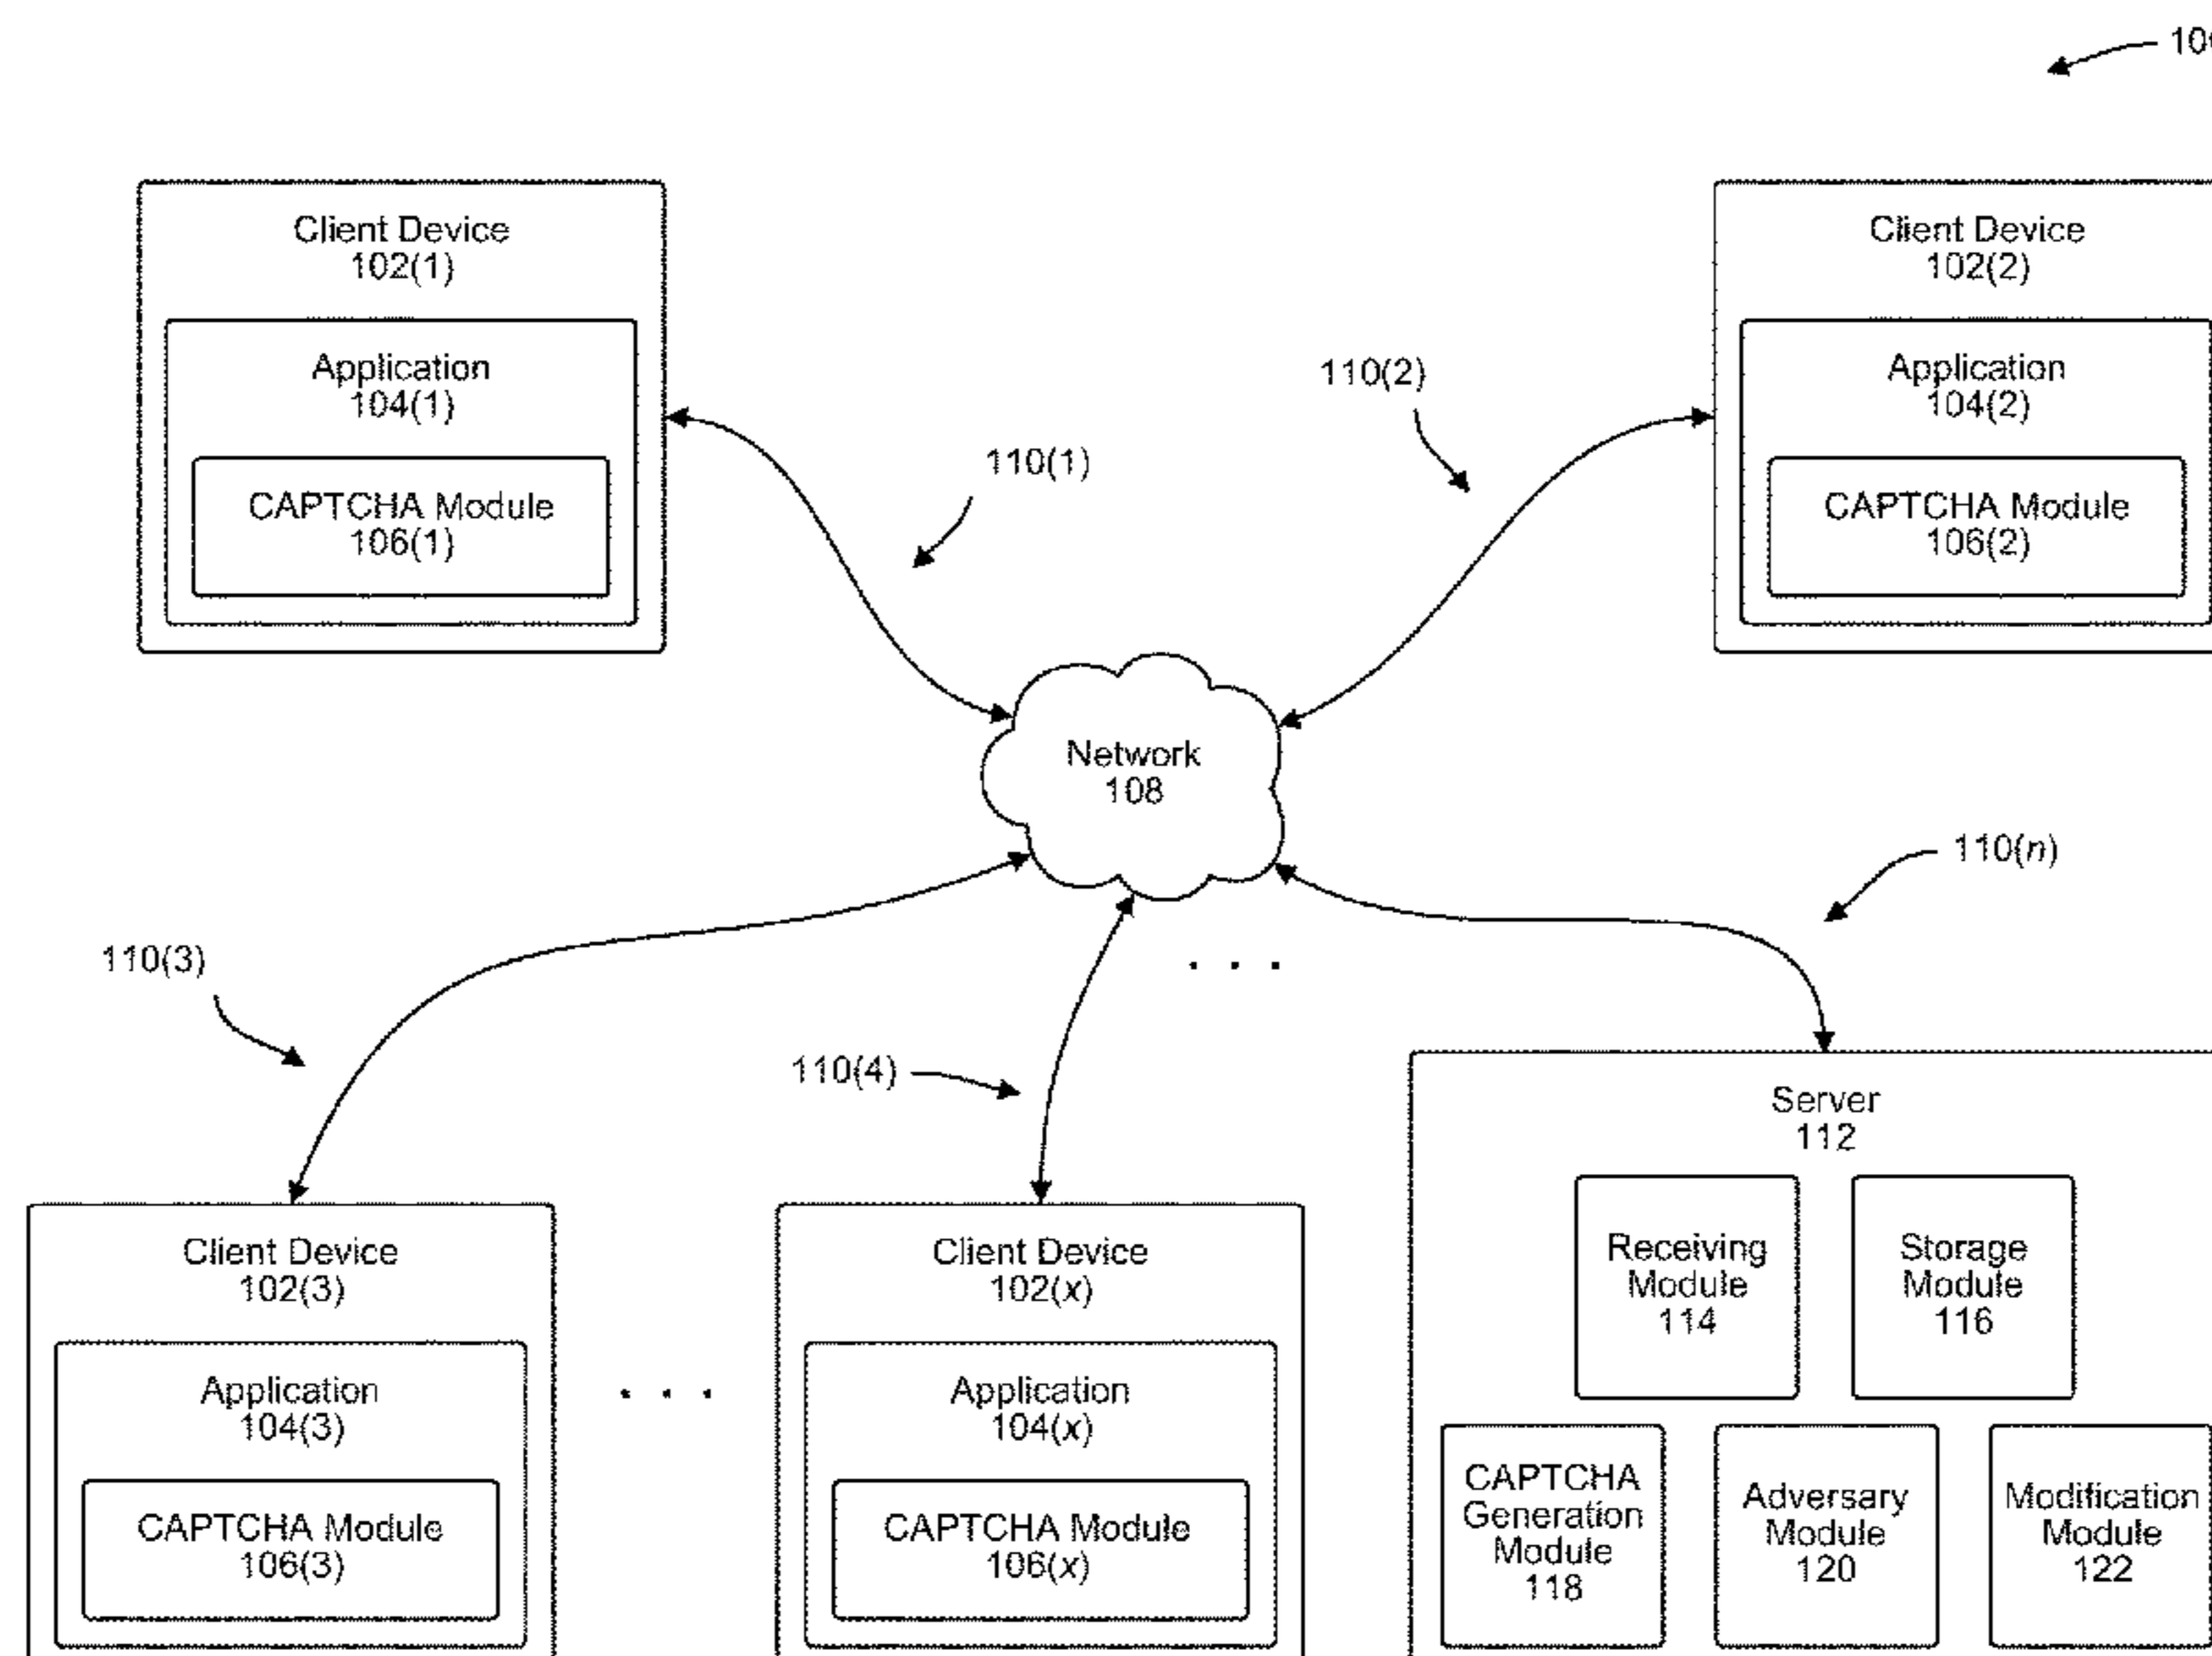 Client Device
102(1)
Application
104(1)
CAPTCHA Module
106(1)
110(1)
110(2)
Client Device
102(2)
Application
104(2)
CAPTCHA Module
106(2)
Network
108
110(3)
110(4)
. . .
110(n)
Client Device
102(3)
Application
104(3)
CAPTCHA Module
106(3)
. . .
Client Device
102(x)
Application
104(x)
CAPTCHA Module
106(x)
Server
112
Receiving
Module
114
Storage
Module
116
CAPTCHA
Generation
Module
118
Adversary
Module
120
Modification
Module
122